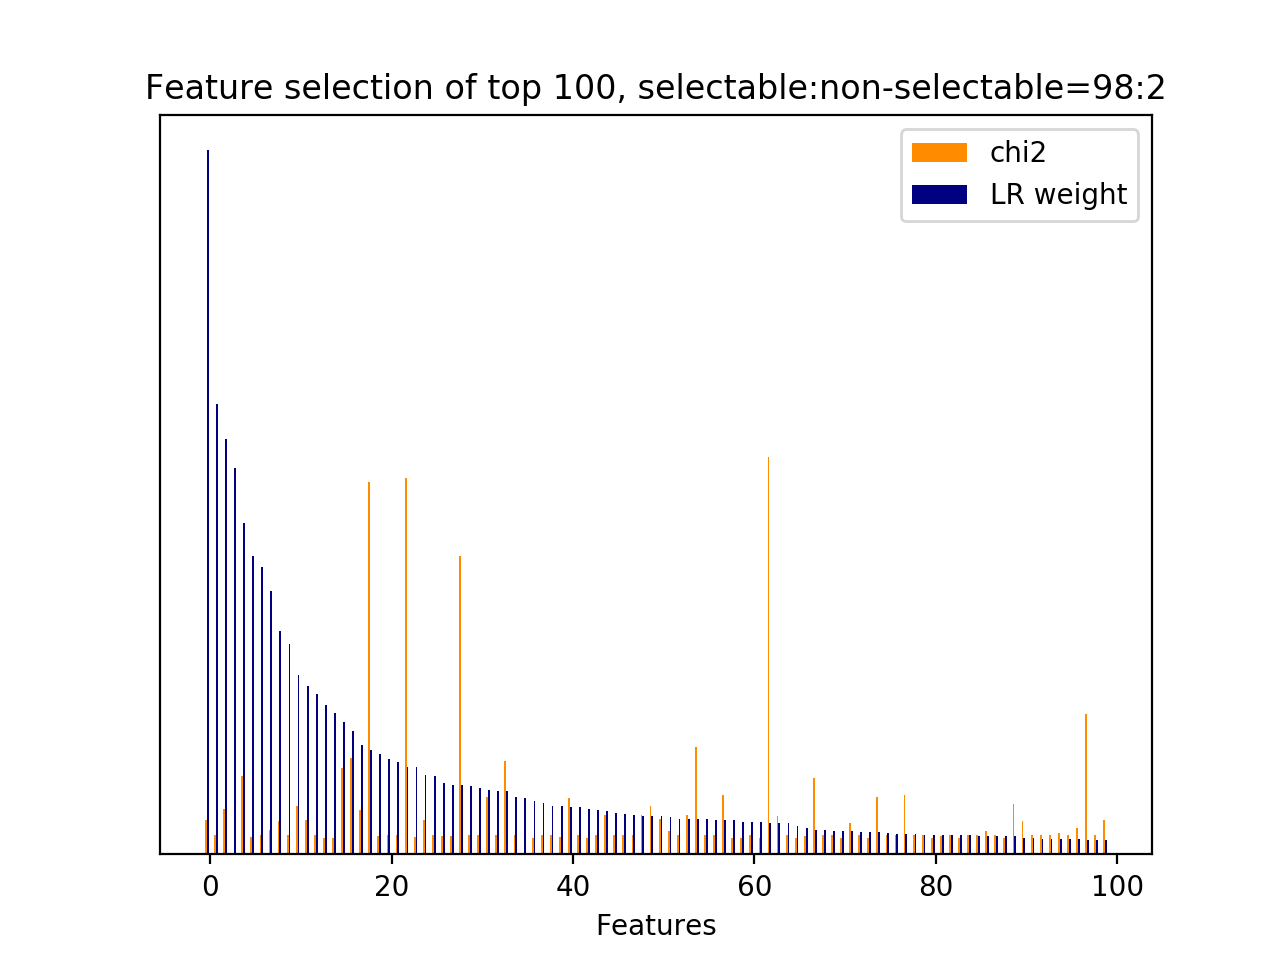 Feature selection of top 100, selectable:non-selectable=98:2
chi2
LR weight
0 20 40 60 80 100
Features